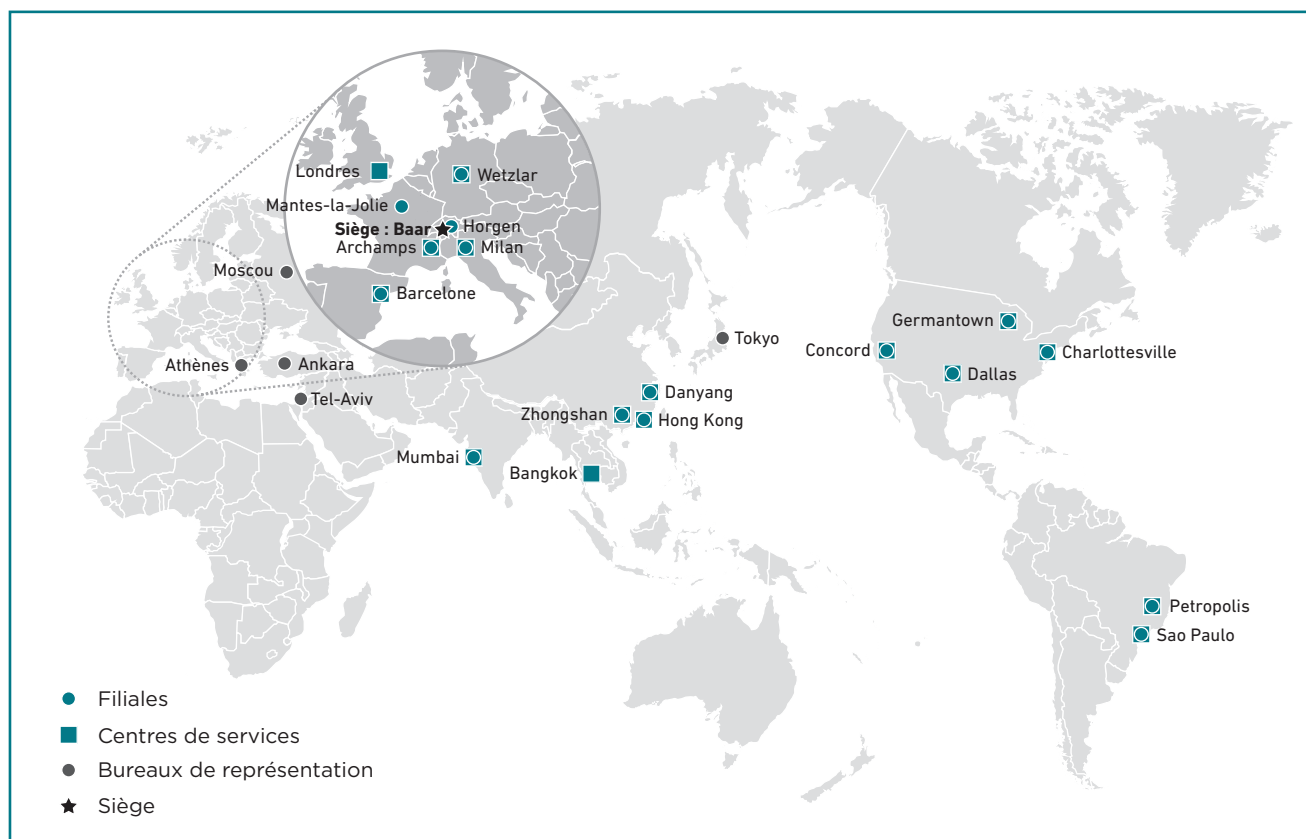 Londres
Wetzlar
Mantes-la-Jolie
Siège : Baar
Horgen
Archamps
Milan
Moscou
Barcelone
Athènes
Ankara
Tel-Aviv
Tokyo
Danyang
Zhongshan
Hong Kong
Mumbai
Bangkok
Germantown
Concord
Charlottesville
Dallas
Petropolis
Sao Paulo
Filiales
Centres de services
Bureaux de représentation
Siège